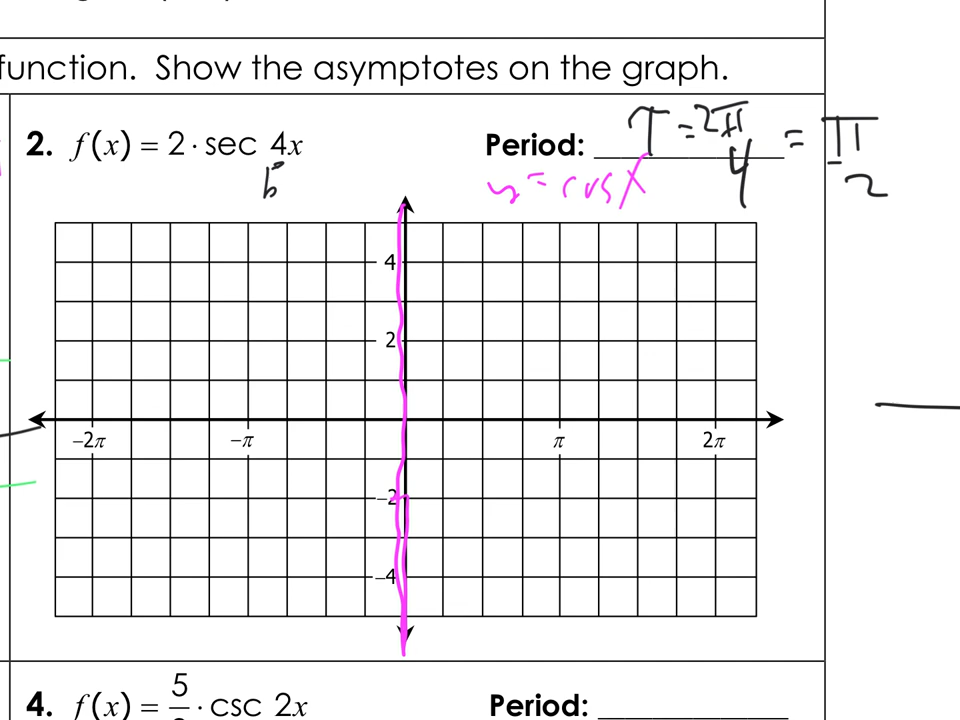 function. Show the asymptotes on the graph.
2. f(x) = 2 · sec 4x
b
Period: T = 2π/4 = π/2
y = cos x
4
2
−2π −π π 2π
−2
−4
4. f(x) = 5/ · csc 2x
Period: